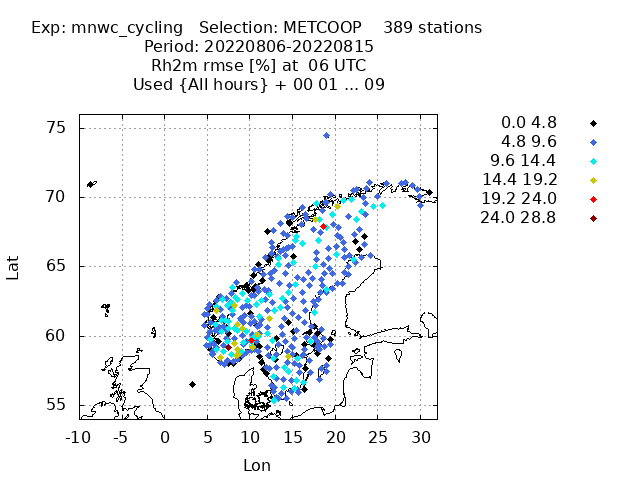 Exp: mnwc_cycling   Selection: METCOOP    389 stations
Period: 20220806-20220815
Rh2m rmse [%] at  06 UTC
Used {All hours} + 00 01 ... 09
0.0 4.8
4.8 9.6
9.6 14.4
14.4 19.2
19.2 24.0
24.0 28.8
75
70
65
60
55
Lat
-10 -5 0 5 10 15 20 25 30
Lon